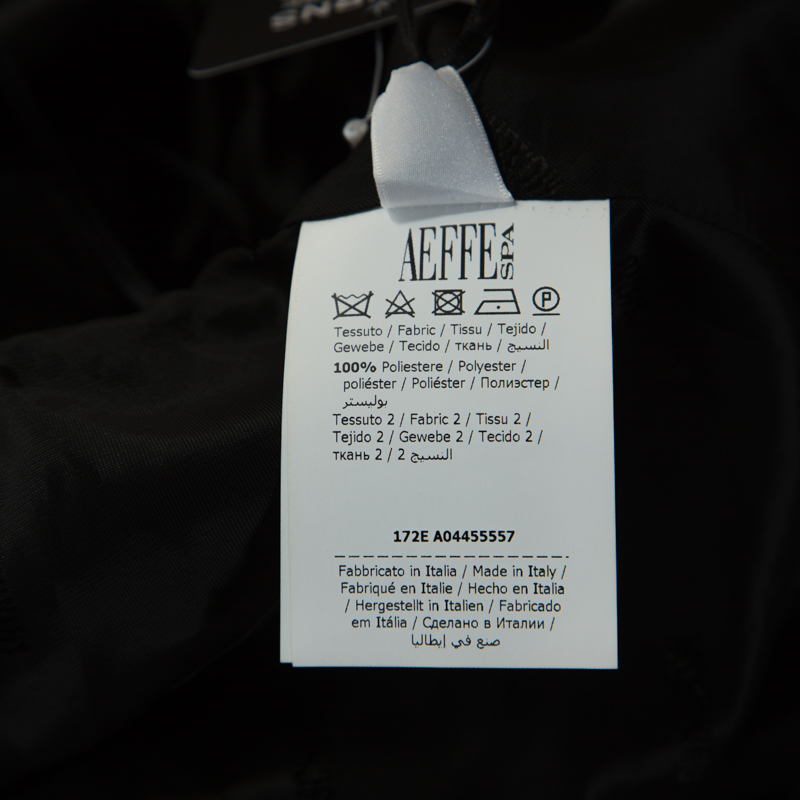 AEFFE SPA
P
Tessuto / Fabric / Tissu / Tejido /
Gewebe / Tecido / ткань / النسيج
100% Poliestere / Polyester /
poliéster / Poliéster / Полиэстер /
بوليستر
Tessuto 2 / Fabric 2 / Tissu 2 /
Tejido 2 / Gewebe 2 / Tecido 2 /
ткань 2 / 2 النسيج
172E A04455557
Fabbricato in Italia / Made in Italy /
Fabriqué en Italie / Hecho en Italia
/ Hergestellt in Italien / Fabricado
em Itália / Сделано в Италии /
صنع في إيطاليا